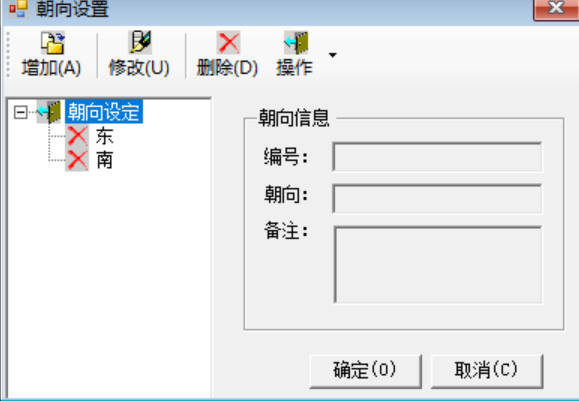 朝向设置
增加(A) 修改(U) 删除(D) 操作
朝向设定
东
南
朝向信息
编号:
朝向:
备注:
确定(O) 取消(C)